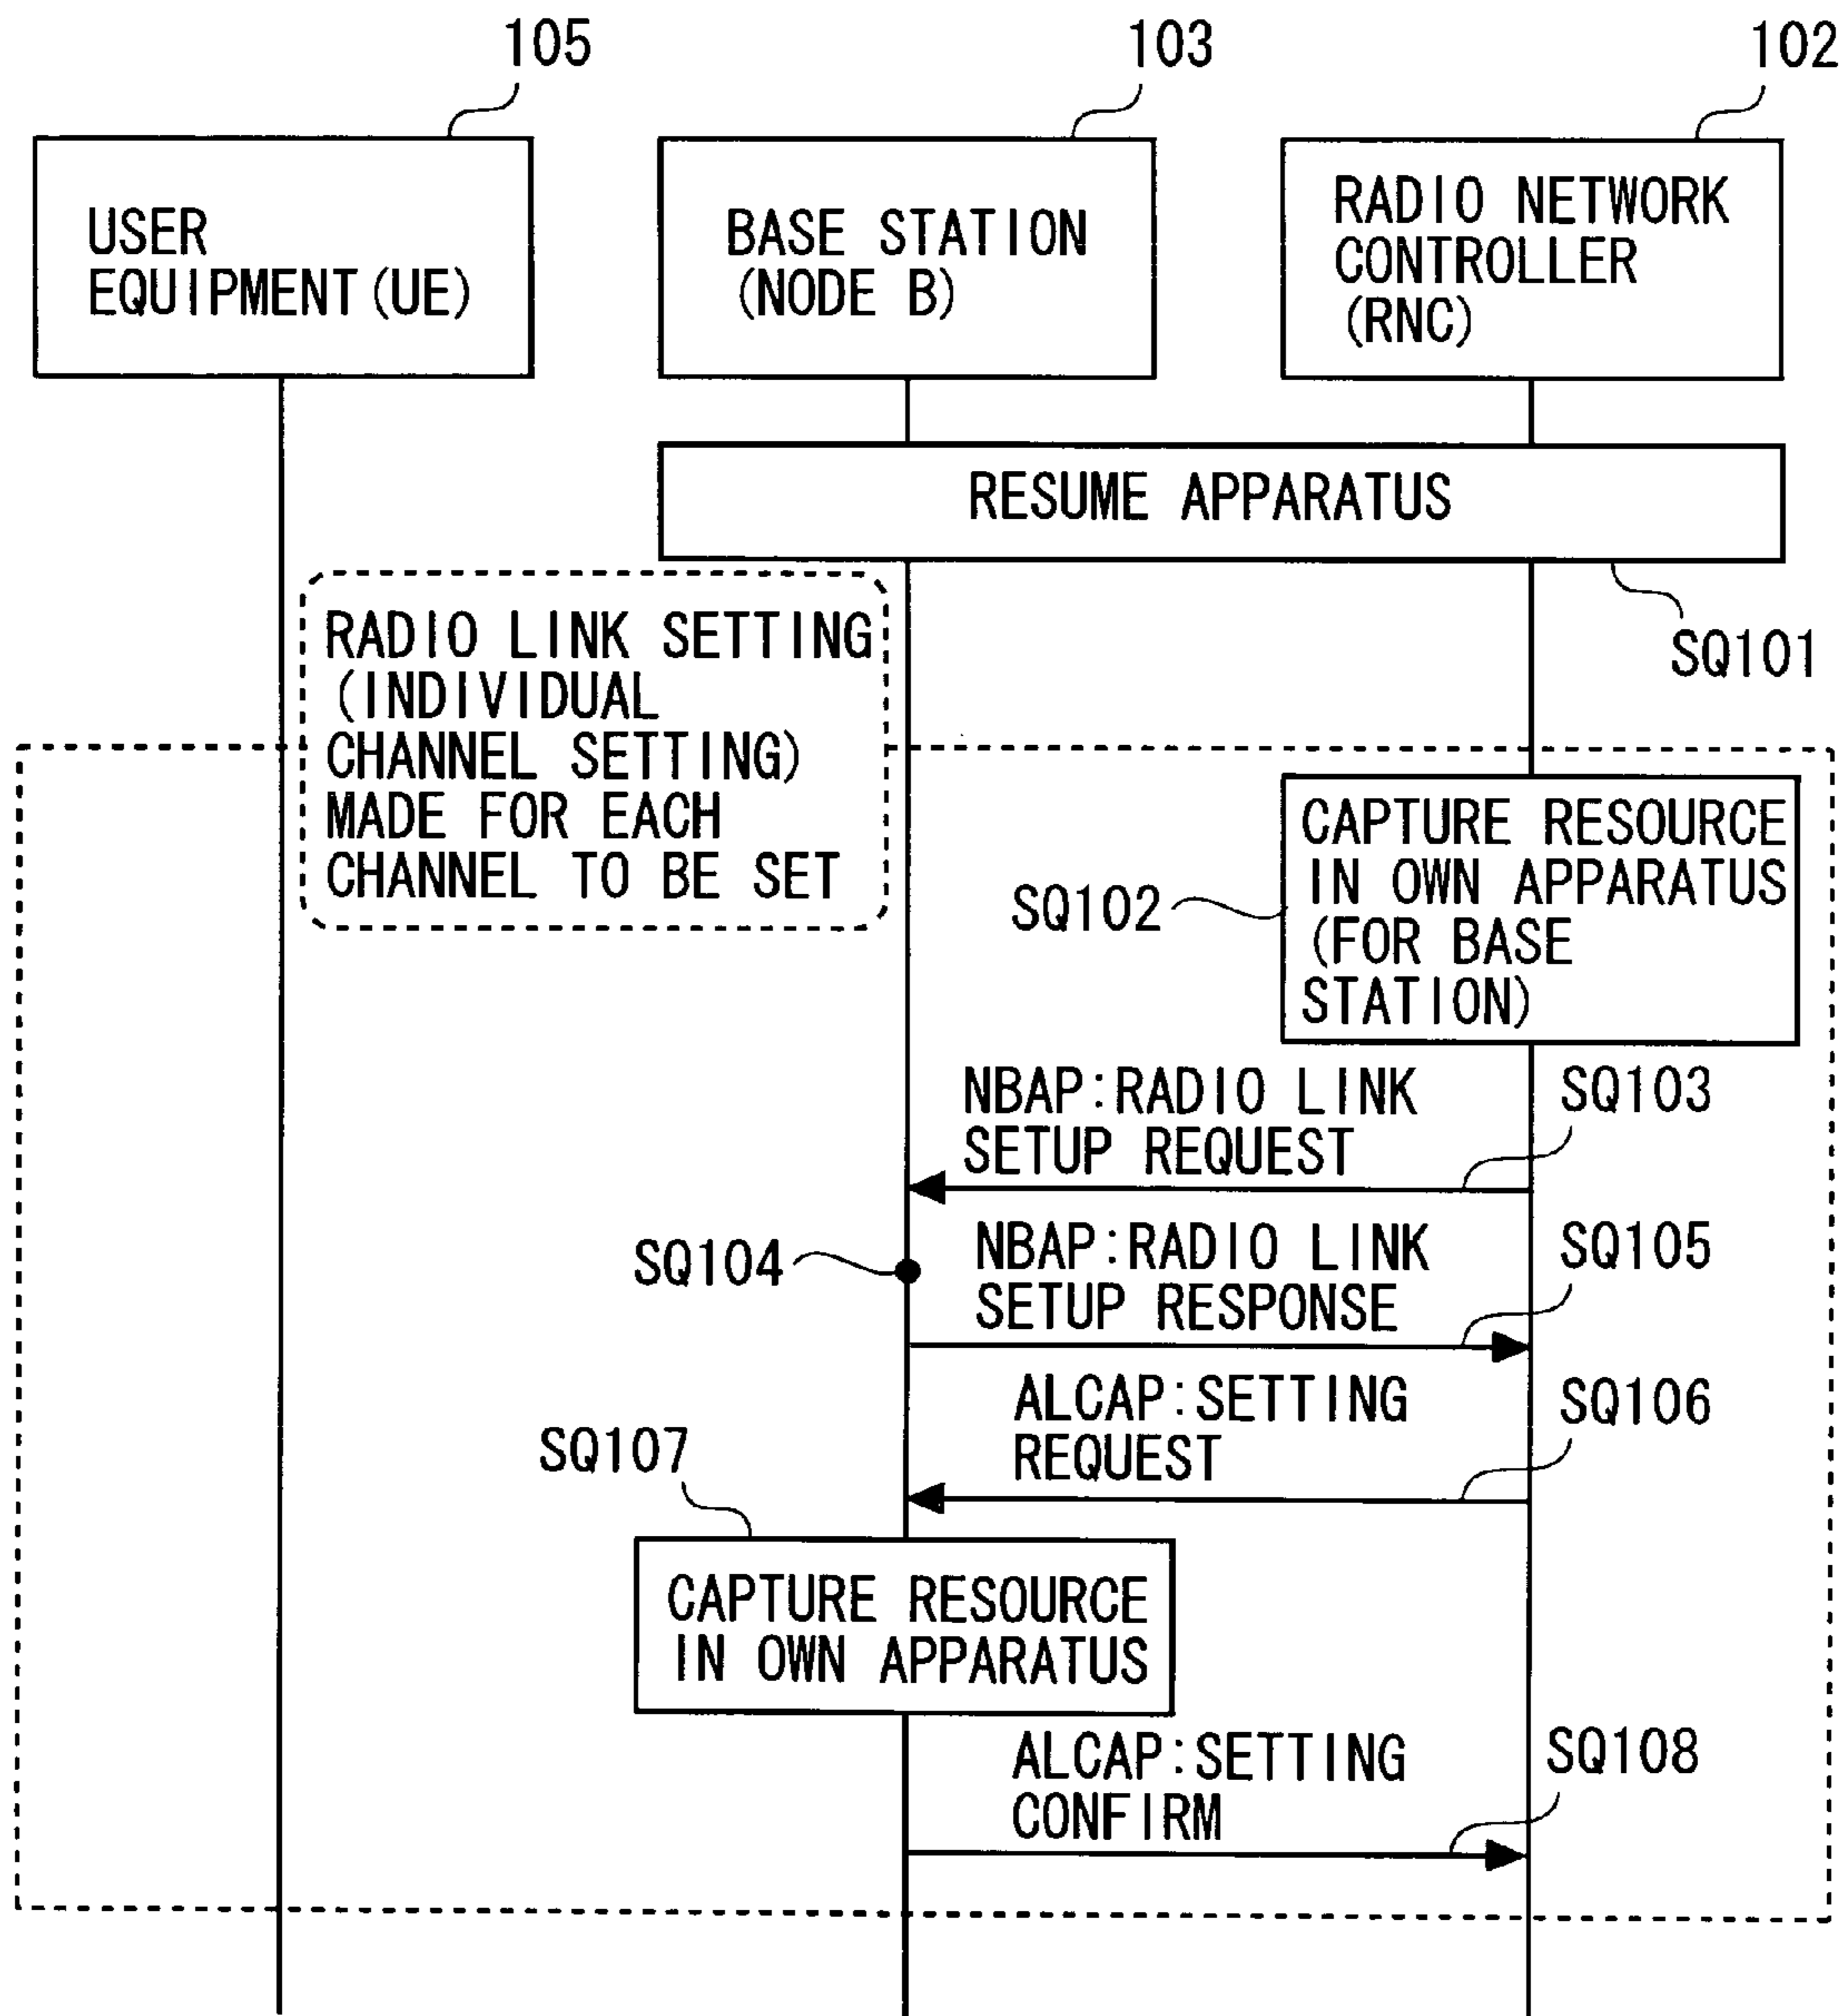 105
103
102
USER
EQUIPMENT(UE)
BASE STATION
(NODE B)
RADIO NETWORK
CONTROLLER
(RNC)
RESUME APPARATUS
SQ101
RADIO LINK SETTING
(INDIVIDUAL
CHANNEL SETTING)
MADE FOR EACH
CHANNEL TO BE SET
CAPTURE RESOURCE
IN OWN APPARATUS
(FOR BASE
STATION)
SQ102
NBAP:RADIO LINK
SETUP REQUEST
SQ103
SQ104
NBAP:RADIO LINK
SETUP RESPONSE
SQ105
ALCAP:SETTING
REQUEST
SQ106
SQ107
CAPTURE RESOURCE
IN OWN APPARATUS
ALCAP:SETTING
CONFIRM
SQ108